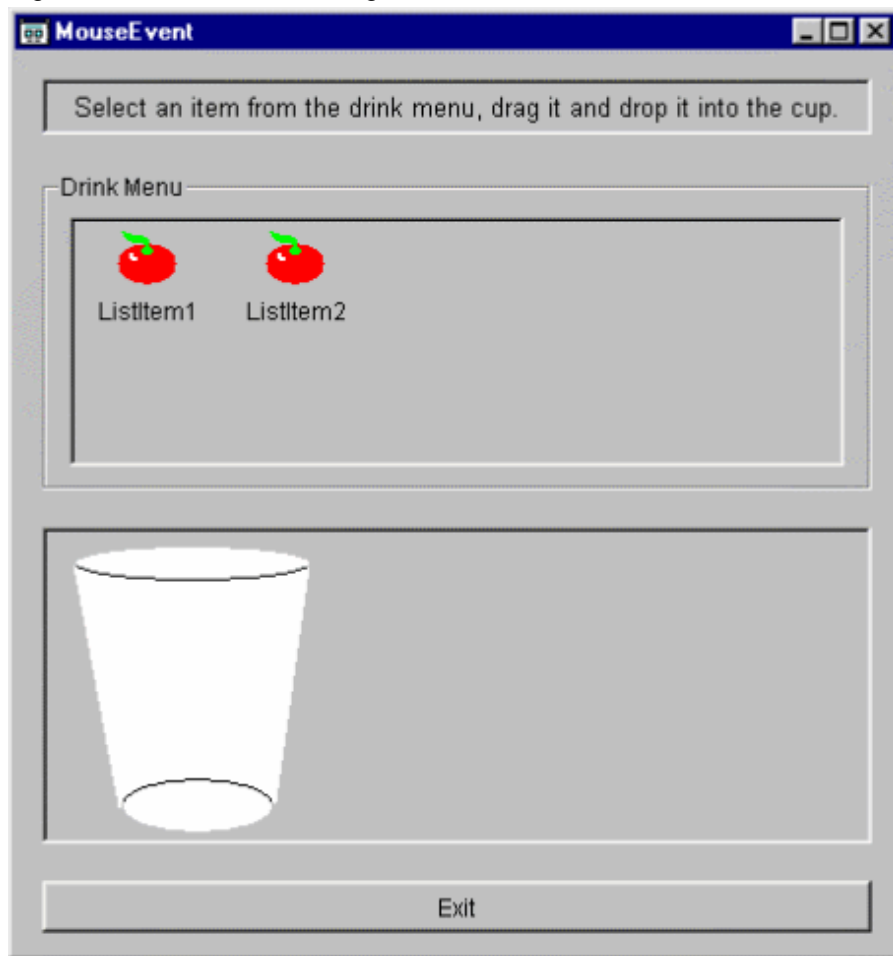 MouseEvent
Select an item from the drink menu, drag it and drop it into the cup.
Drink Menu
ListItem1 ListItem2
Exit